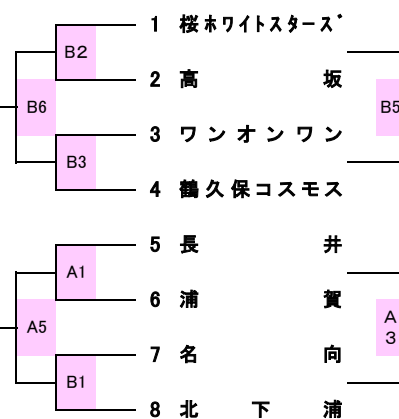 1 桜ホワイトスターズ
B2
2 高坂
B6
B5
3 ワンオンワン
B3
4 鶴久保コスモス
5 長井
A1
6 浦賀
A5
A
3
7 名向
B1
8 北下浦